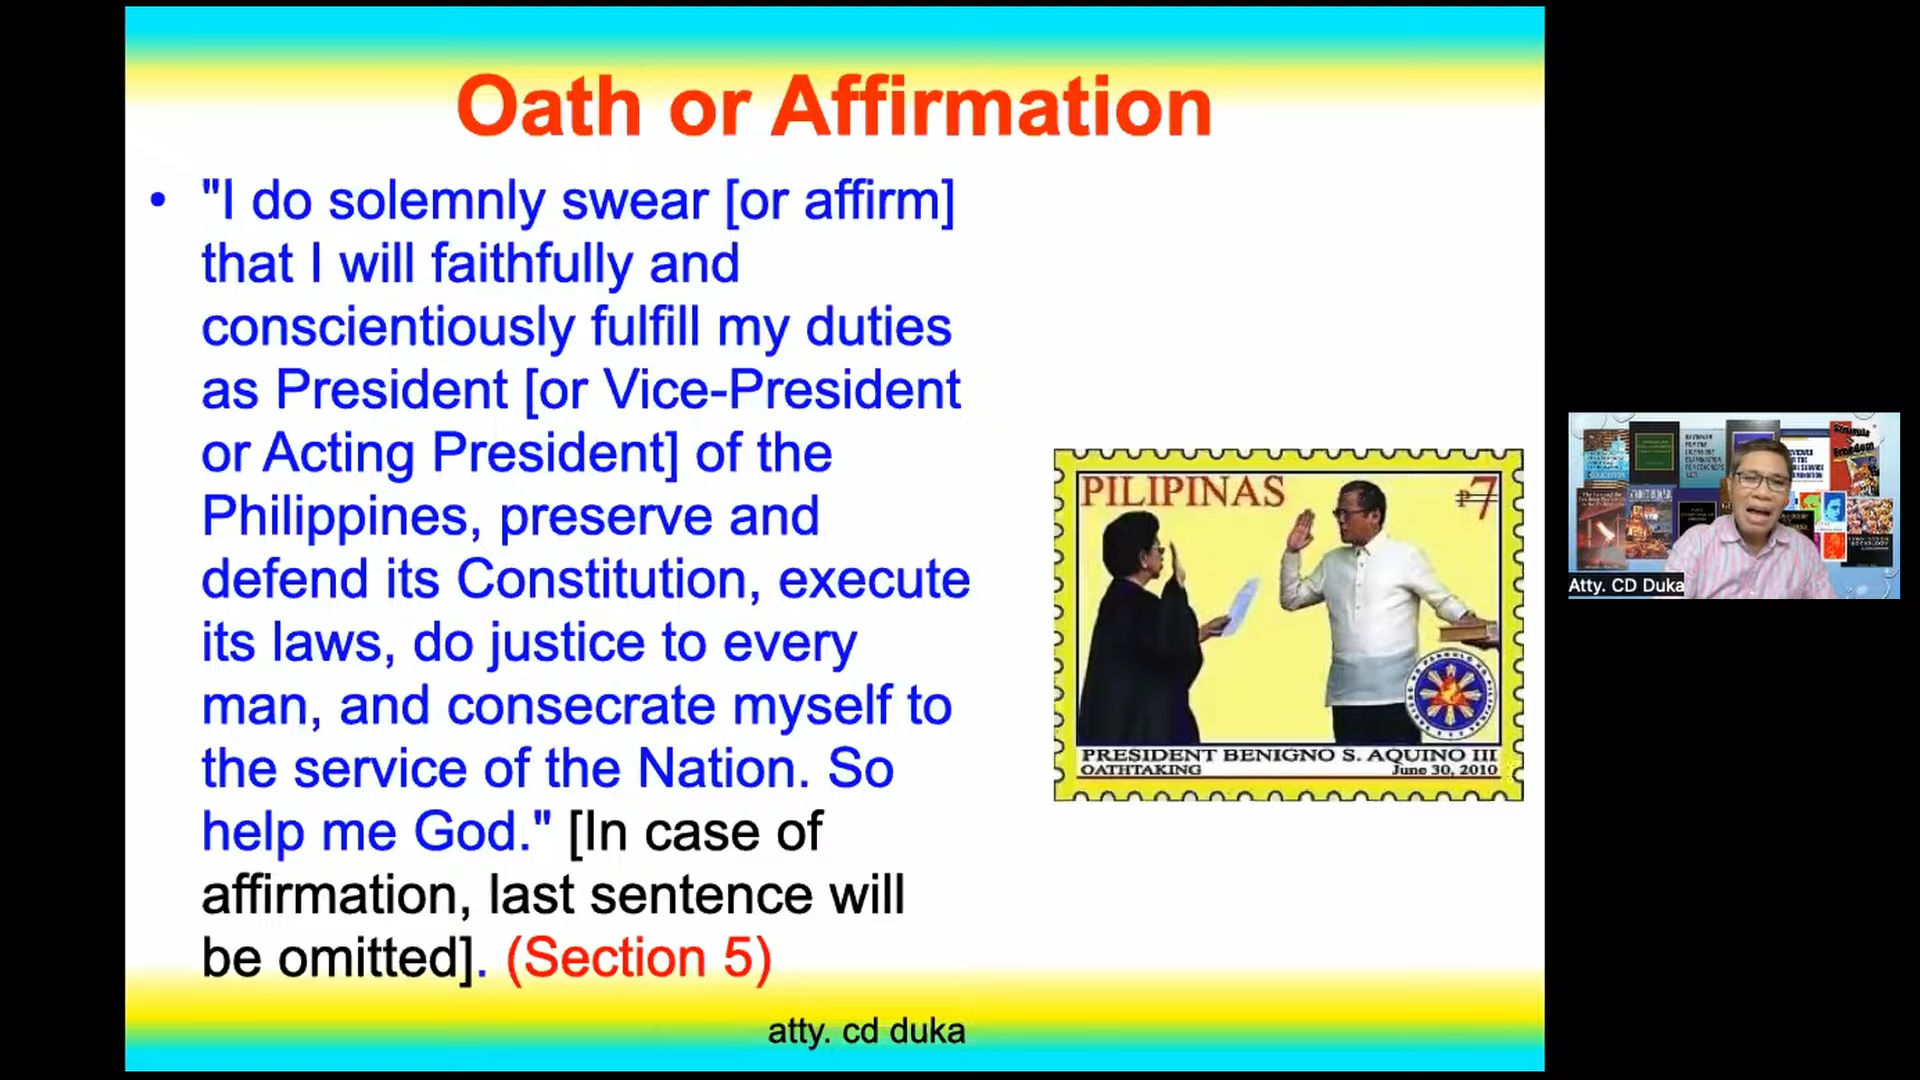 Oath or Affirmation
• "I do solemnly swear [or affirm]
that I will faithfully and
conscientiously fulfill my duties
as President [or Vice-President
or Acting President] of the
Philippines, preserve and
defend its Constitution, execute
its laws, do justice to every
man, and consecrate myself to
the service of the Nation. So
help me God." [In case of
affirmation, last sentence will
be omitted]. (Section 5)
PILIPINAS
₱7
PRESIDENT BENIGNO S. AQUINO III
OATHTAKING June 30, 2010
Atty. CD Duka
atty. cd duka